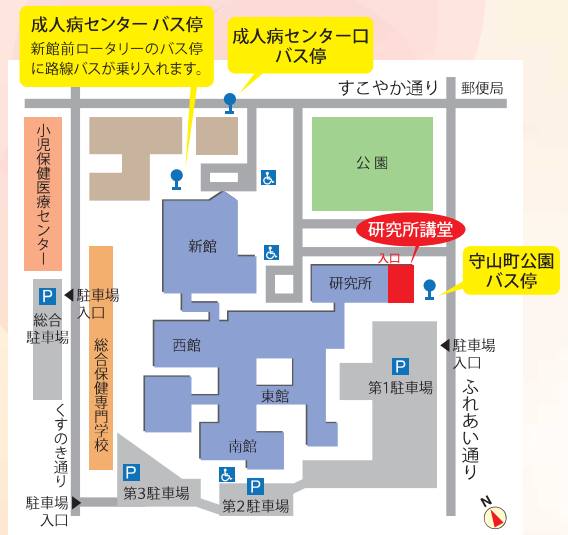 成人病センター バス停
新館前ロータリーのバス停
に路線バスが乗り入れます。
成人病センター口
バス停
すこやか通り
郵便局
小児保健医療センター
公園
研究所講堂
新館
入口
守山町公園
バス停
研究所
P
駐車場
入口
総合
駐車場
総合保健専門学校
西館
駐車場
入口
P
第1駐車場
東館
ふれあい通り
くすのき通り
南館
P
第3駐車場
P
第2駐車場
駐車場
入口
N